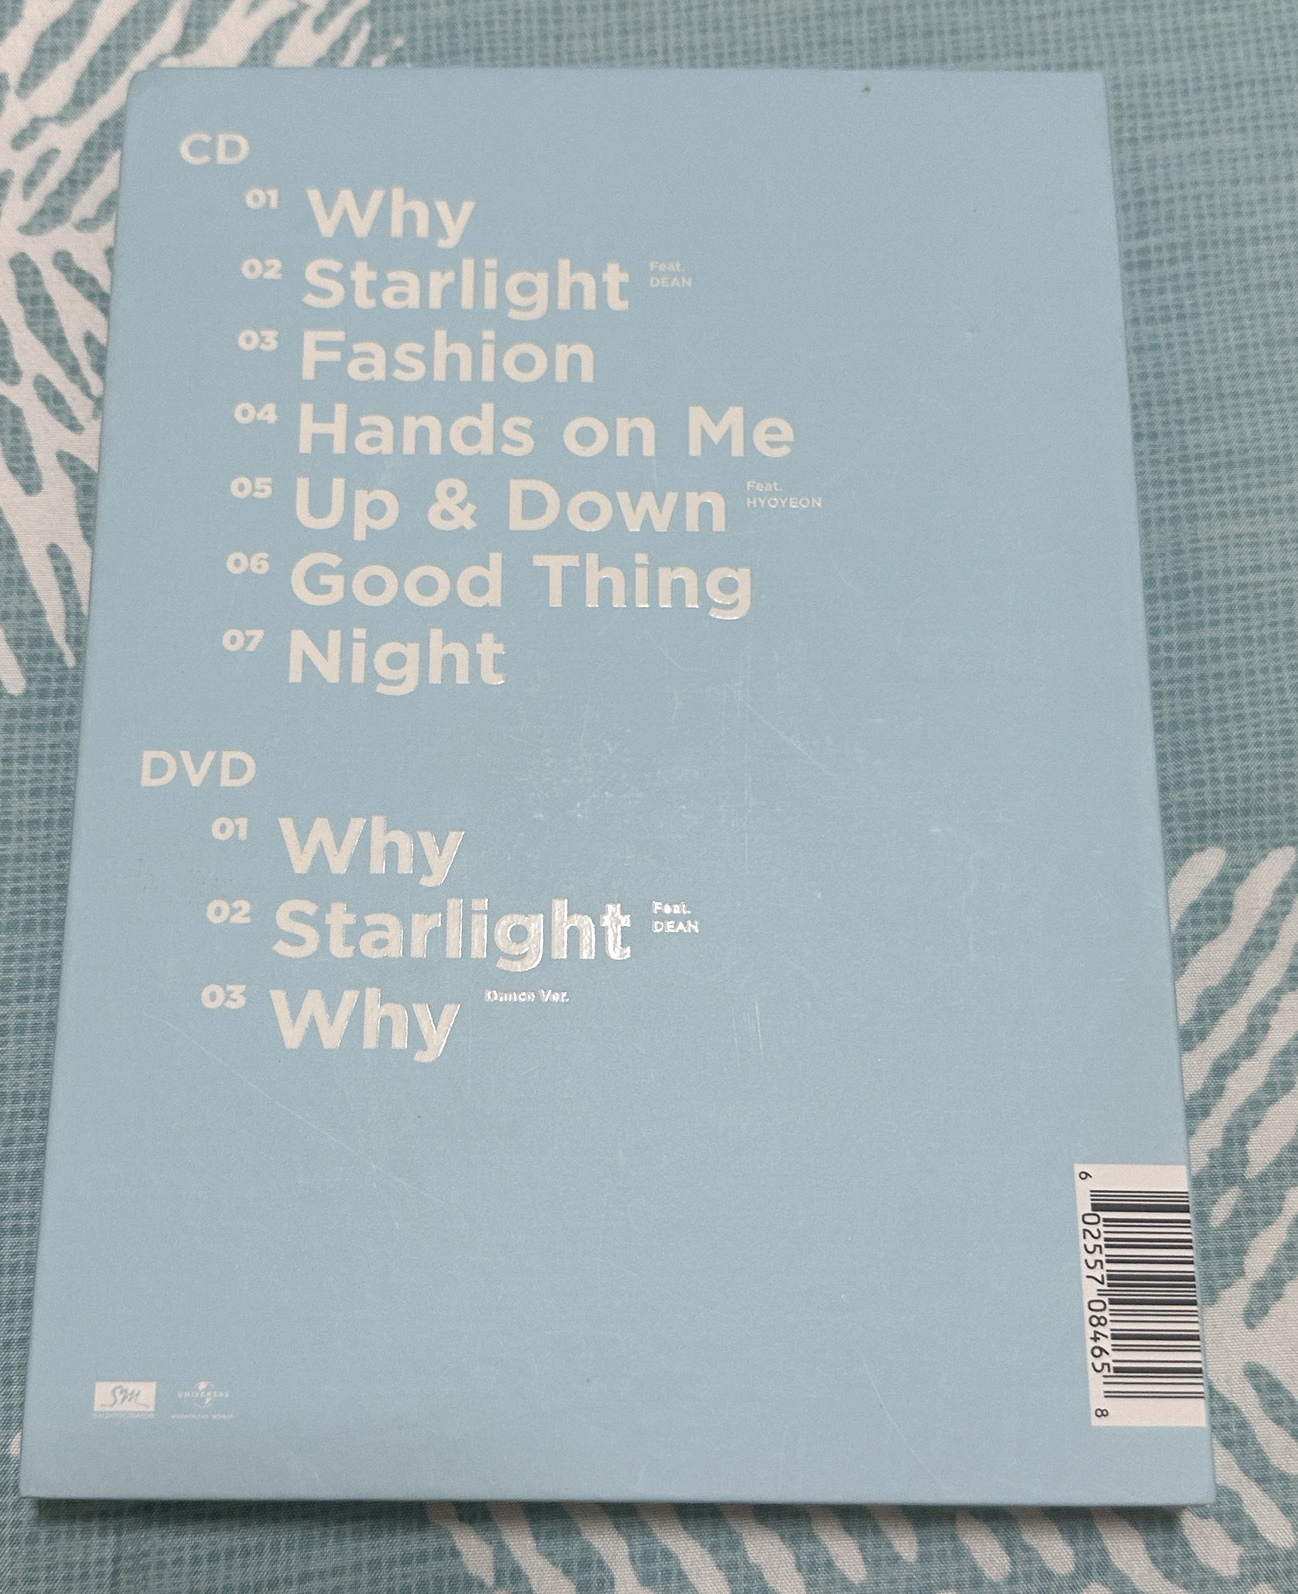 CD
01 Why
02 Starlight Feat. DEAN
03 Fashion
04 Hands on Me
05 Up & Down Feat. HYOYEON
06 Good Thing
07 Night
DVD
01 Why
02 Starlight Feat. DEAN
03 Why Dance Ver.
6 02557 08465 8
SM
UNIVERSAL